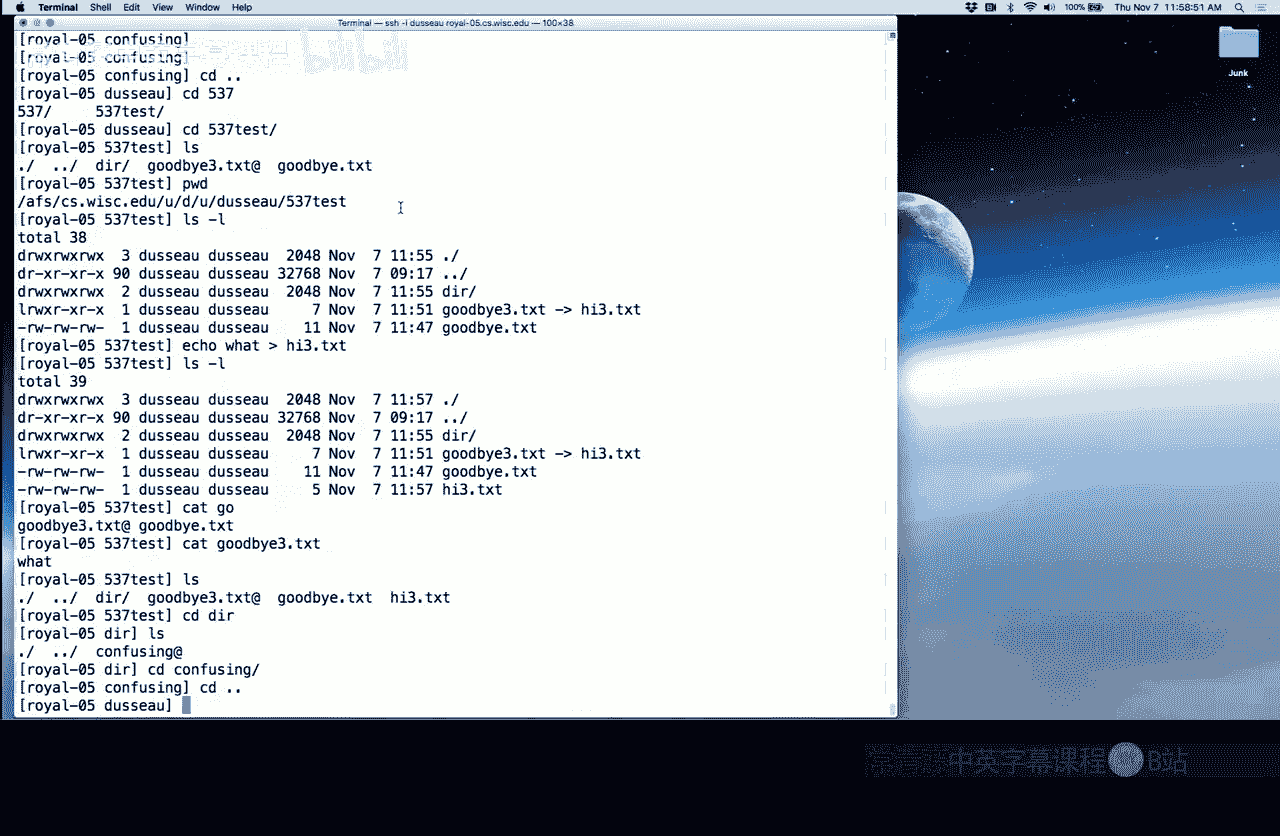 Terminal Shell Edit View Window Help 100% Thu Nov 7 11:58:51 AM
Terminal — ssh -l dusseau royal-05.cs.wisc.edu — 100×38
Junk
[royal-05 confusing]
[royal-05 confusing]
[royal-05 confusing] cd ..
[royal-05 dusseau] cd 537
537/ 537test/
[royal-05 dusseau] cd 537test/
[royal-05 537test] ls
./ ../ dir/ goodbye3.txt@ goodbye.txt
[royal-05 537test] pwd
/afs/cs.wisc.edu/u/d/u/dusseau/537test
[royal-05 537test] ls -l
total 38
drwxrwxrwx 3 dusseau dusseau 2048 Nov 7 11:55 ./
dr-xr-xr-x 90 dusseau dusseau 32768 Nov 7 09:17 ../
drwxrwxrwx 2 dusseau dusseau 2048 Nov 7 11:55 dir/
lrwxr-xr-x 1 dusseau dusseau 7 Nov 7 11:51 goodbye3.txt -> hi3.txt
-rw-rw-rw- 1 dusseau dusseau 11 Nov 7 11:47 goodbye.txt
[royal-05 537test] echo what > hi3.txt
[royal-05 537test] ls -l
total 39
drwxrwxrwx 3 dusseau dusseau 2048 Nov 7 11:57 ./
dr-xr-xr-x 90 dusseau dusseau 32768 Nov 7 09:17 ../
drwxrwxrwx 2 dusseau dusseau 2048 Nov 7 11:55 dir/
lrwxr-xr-x 1 dusseau dusseau 7 Nov 7 11:51 goodbye3.txt -> hi3.txt
-rw-rw-rw- 1 dusseau dusseau 11 Nov 7 11:47 goodbye.txt
-rw-rw-rw- 1 dusseau dusseau 5 Nov 7 11:57 hi3.txt
[royal-05 537test] cat go
goodbye3.txt@ goodbye.txt
[royal-05 537test] cat goodbye3.txt
what
[royal-05 537test] ls
./ ../ dir/ goodbye3.txt@ goodbye.txt hi3.txt
[royal-05 537test] cd dir
[royal-05 dir] ls
./ ../ confusing@
[royal-05 dir] cd confusing/
[royal-05 confusing] cd ..
[royal-05 dusseau]
中英字幕课程 B站